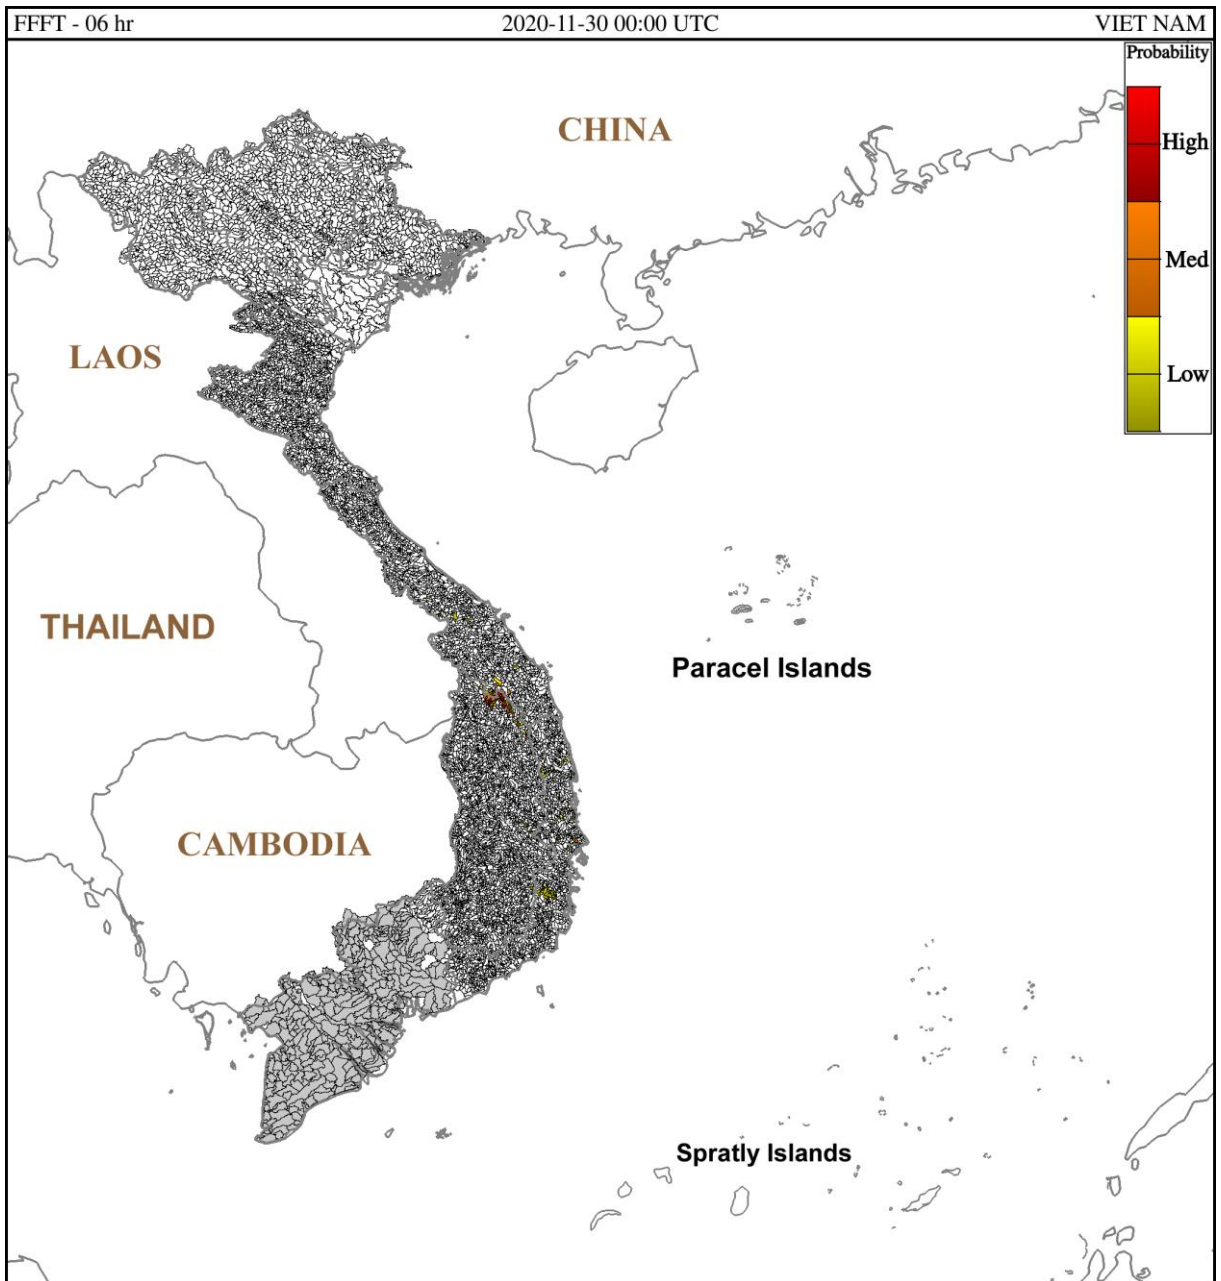 FFFT - 06 hr 2020-11-30 00:00 UTC VIET NAM
Probability
CHINA
High
Med
LAOS
Low
THAILAND
Paracel Islands
CAMBODIA
Spratly Islands